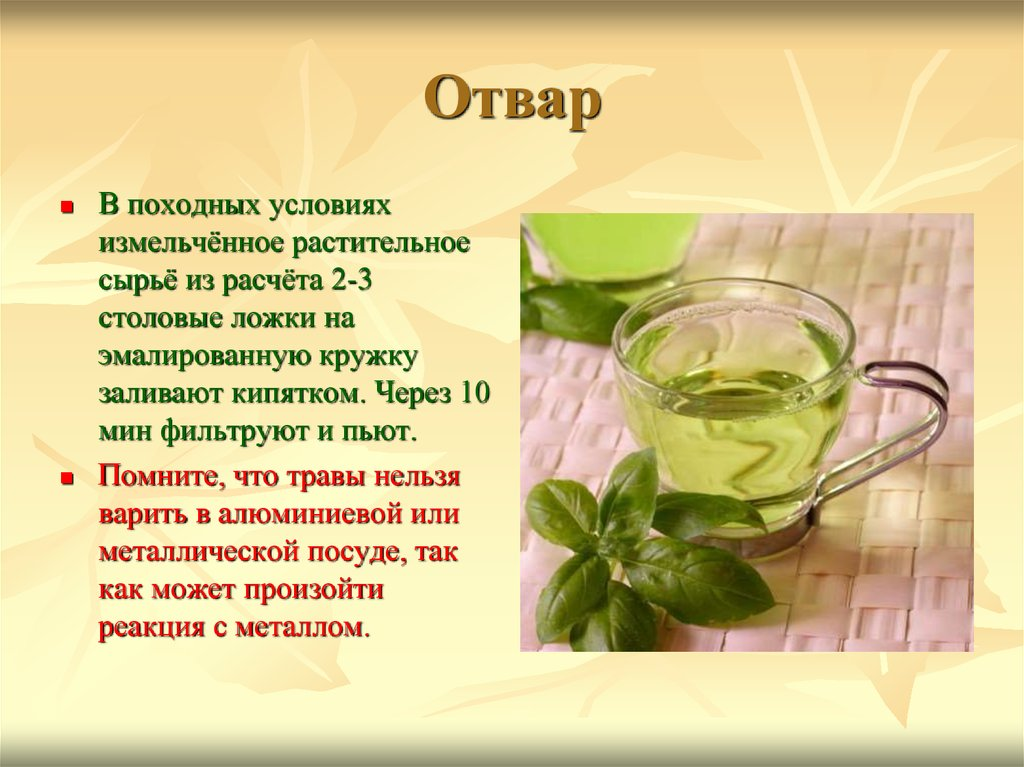 Отвар
В походных условиях
измельчённое растительное
сырьё из расчёта 2-3
столовые ложки на
эмалированную кружку
заливают кипятком. Через 10
мин фильтруют и пьют.
Помните, что травы нельзя
варить в алюминиевой или
металлической посуде, так
как может произойти
реакция с металлом.